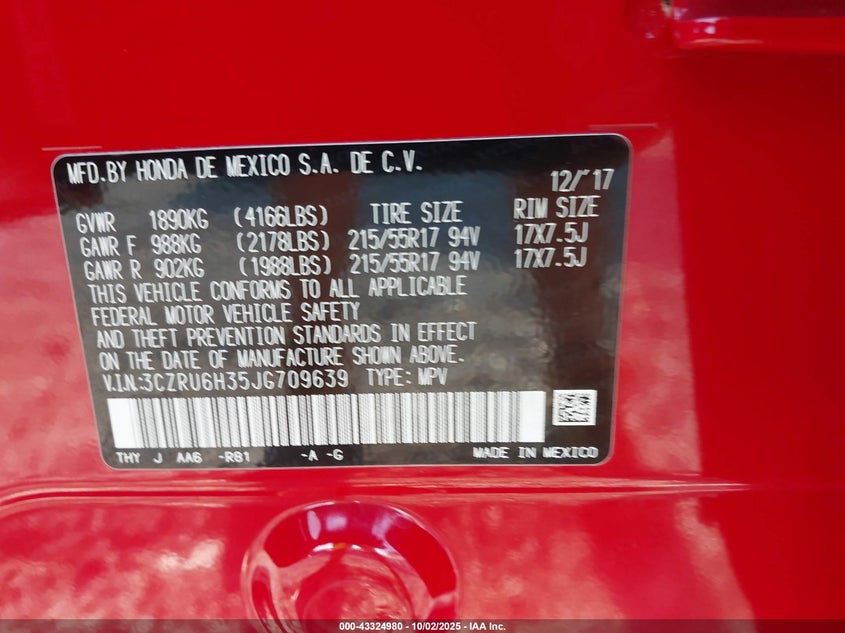 MFD.BY HONDA DE MEXICO S.A. DE C.V. 12/'17
GVWR 1890KG (4166LBS) TIRE SIZE RIM SIZE
GAWR F 988KG (2178LBS) 215/55R17 94V 17X7.5J
GAWR R 902KG (1988LBS) 215/55R17 94V 17X7.5J
THIS VEHICLE CONFORMS TO ALL APPLICABLE
FEDERAL MOTOR VEHICLE SAFETY
AND THEFT PREVENTION STANDARDS IN EFFECT
ON THE DATE OF MANUFACTURE SHOWN ABOVE.
V.I.N:3CZRU6H35JG709639 TYPE: MPV
THY J AA6 -R81 -A -G MADE IN MEXICO
000-43324980 - 10/02/2025 - IAA Inc.